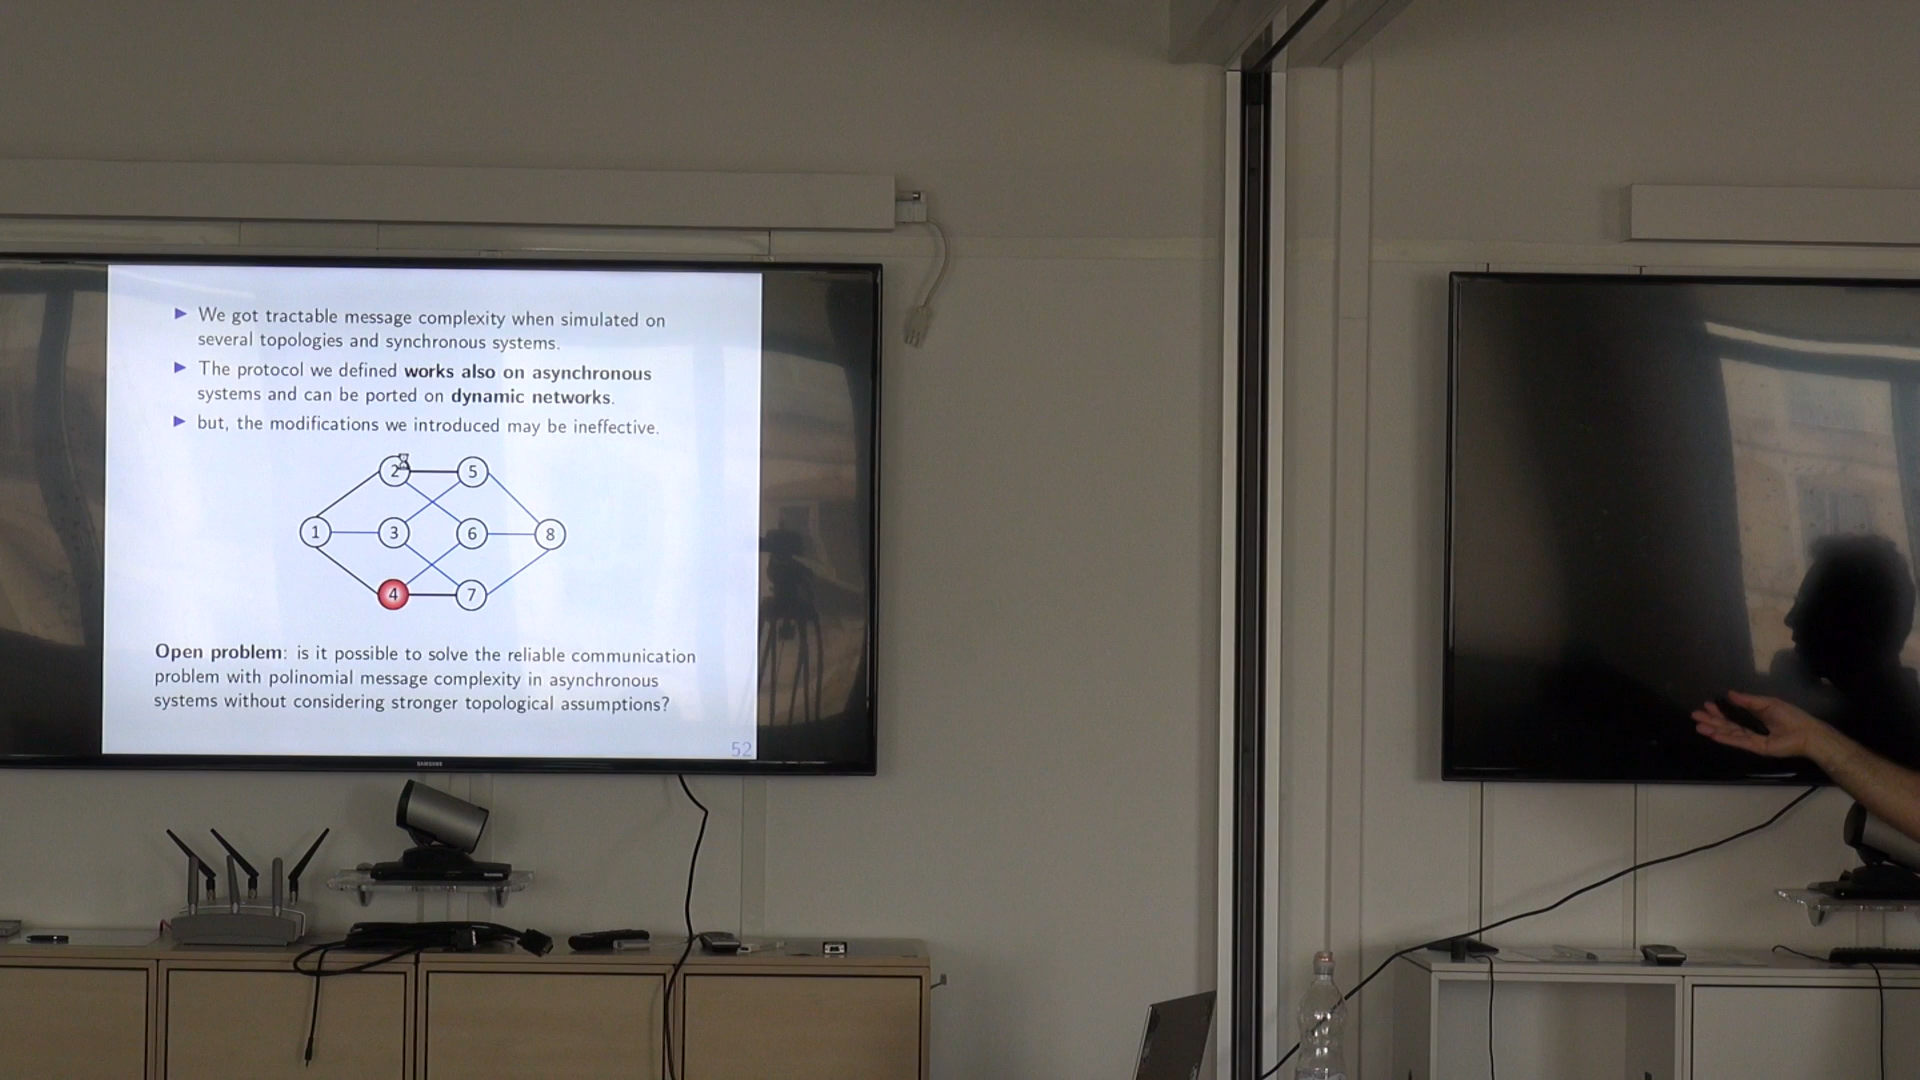 We got tractable message complexity when simulated on
several topologies and synchronous systems.
The protocol we defined works also on asynchronous
systems and can be ported on dynamic networks.
but, the modifications we introduced may be ineffective.
2 5
1 3 6 8
4 7
Open problem: is it possible to solve the reliable communication
problem with polinomial message complexity in asynchronous
systems without considering stronger topological assumptions?
52
SAMSUNG